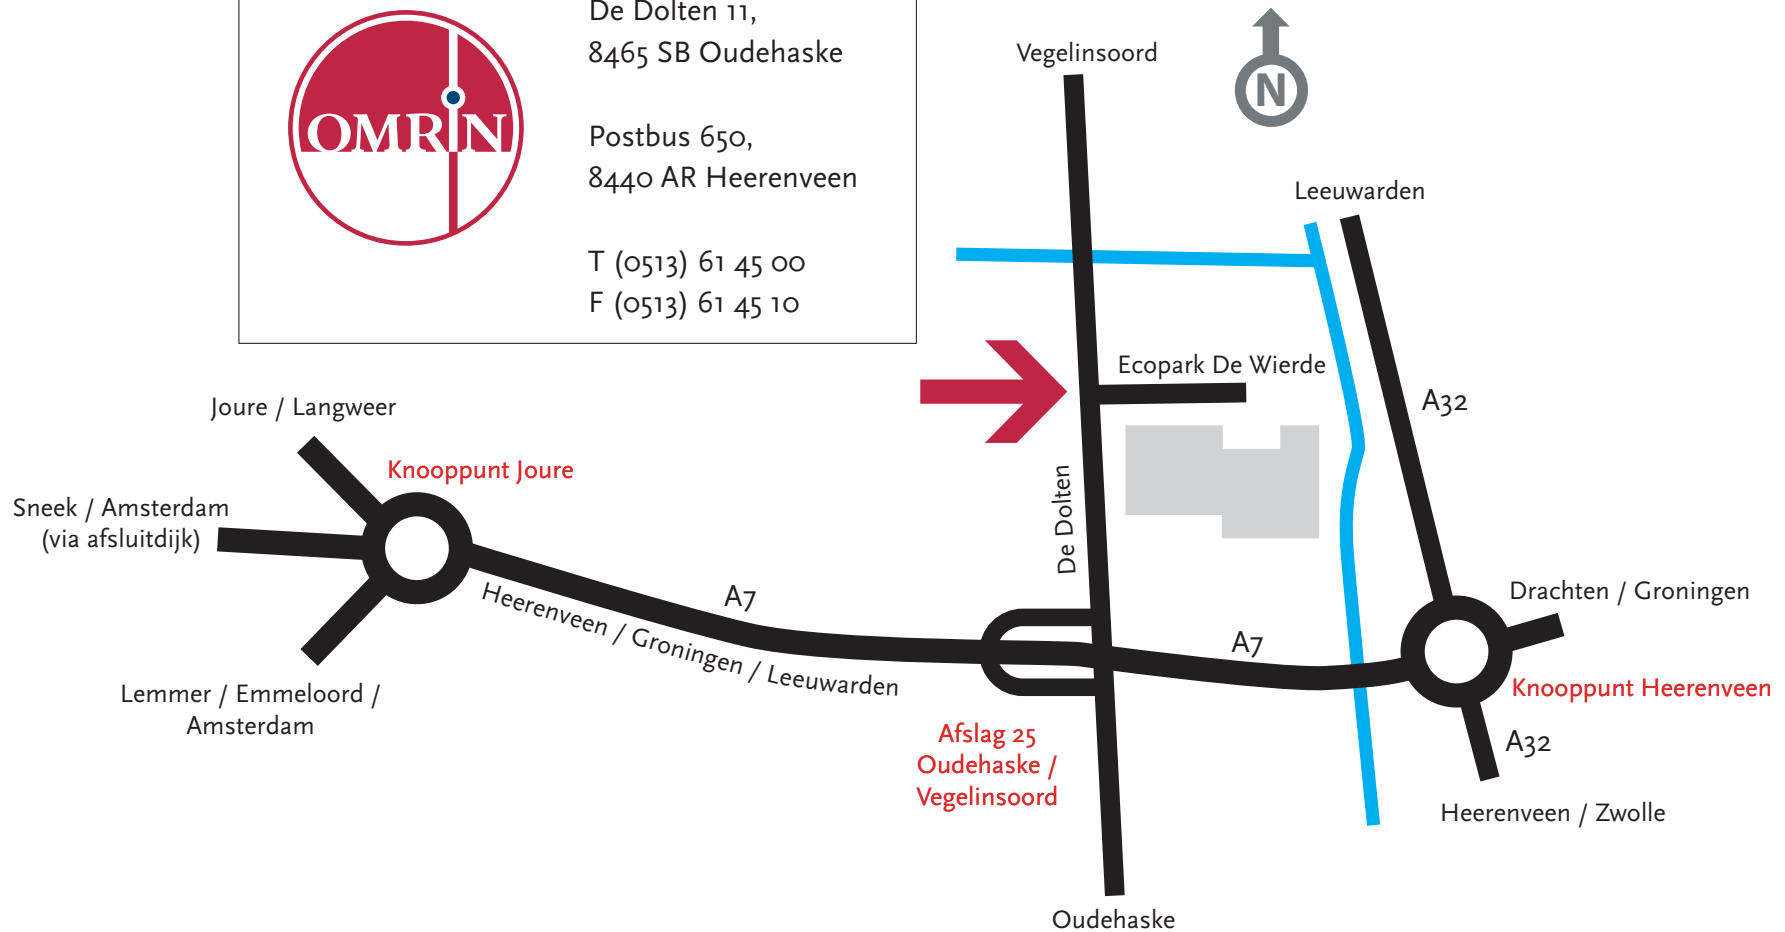 De Dolten 11,
8465 SB Oudehaske
Postbus 650,
8440 AR Heerenveen
T (0513) 61 45 00
F (0513) 61 45 10
OMRIN
Vegelinsoord
N
Leeuwarden
Ecopark De Wierde
A32
Joure / Langweer
Knooppunt Joure
Sneek / Amsterdam
(via afsluitdijk)
De Dolten
A7
Heerenveen / Groningen / Leeuwarden
A7
Drachten / Groningen
Knooppunt Heerenveen
Lemmer / Emmeloord /
Amsterdam
Afslag 25
Oudehaske /
Vegelinsoord
A32
Heerenveen / Zwolle
Oudehaske